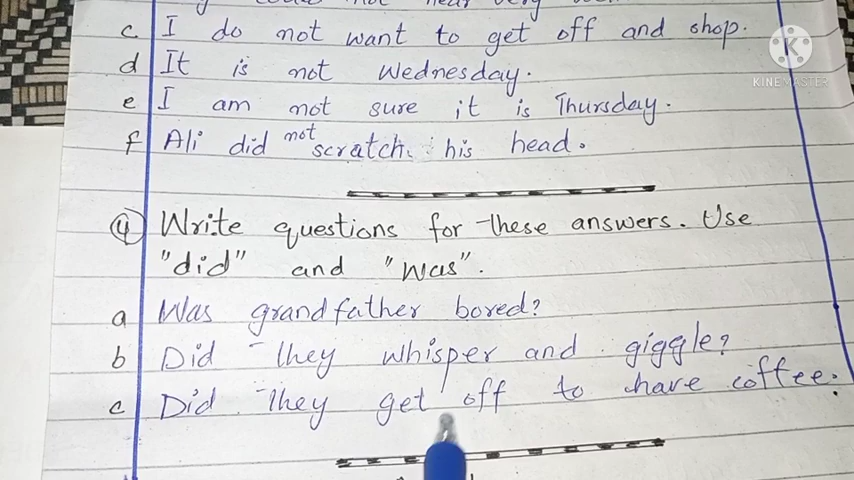 c I do not want to get off and shop.
d It is not Wednesday.
e I am not sure it is Thursday.
f Ali did not scratch his head.
4 Write questions for these answers. Use
"did" and "was".
a Was grandfather bored?
b Did they whisper and giggle?
c Did they get off to have coffee?
K
KINEMASTER